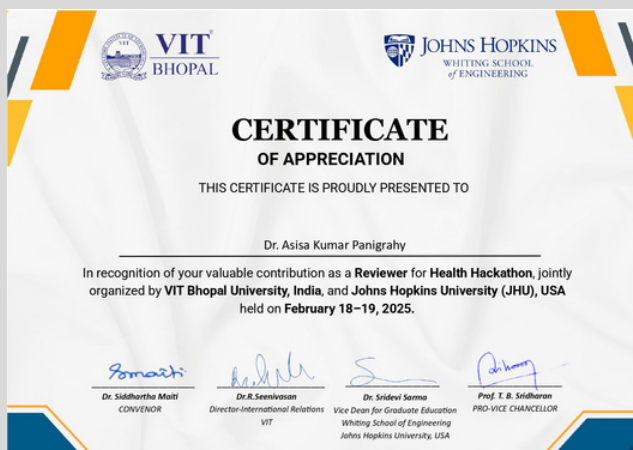 VIT
VIT®
BHOPAL
JOHNS HOPKINS
WHITING SCHOOL
of ENGINEERING
CERTIFICATE
OF APPRECIATION
THIS CERTIFICATE IS PROUDLY PRESENTED TO
Dr. Asisa Kumar Panigrahy
In recognition of your valuable contribution as a Reviewer for Health Hackathon, jointly
organized by VIT Bhopal University, India, and Johns Hopkins University (JHU), USA
held on February 18–19, 2025.
Smaiti
Dr. Siddhartha Maiti
CONVENOR
Dr.R.Seenivasan
Director-International Relations
VIT
Dr. Sridevi Sarma
Vice Dean for Graduate Education
Whiting School of Engineering
Johns Hopkins University, USA
Prof. T. B. Sridharan
PRO-VICE CHANCELLOR